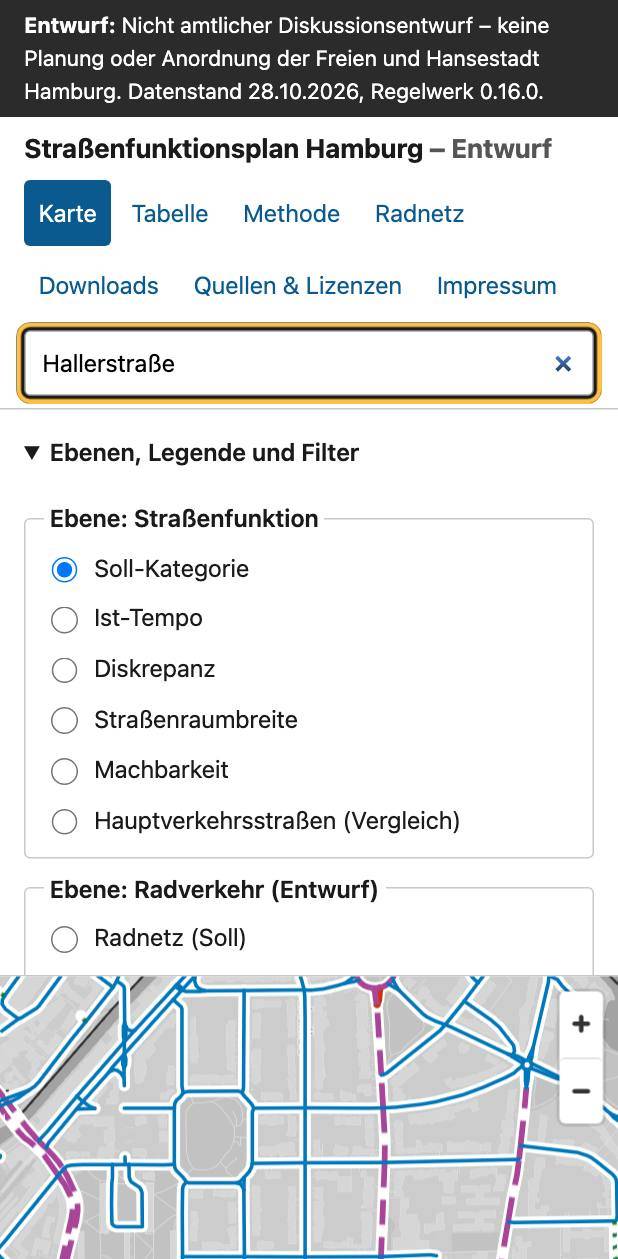 Entwurf: Nicht amtlicher Diskussionsentwurf – keine
Planung oder Anordnung der Freien und Hansestadt
Hamburg. Datenstand 28.10.2026, Regelwerk 0.16.0.
Straßenfunktionsplan Hamburg – Entwurf
Karte Tabelle Methode Radnetz
Downloads Quellen & Lizenzen Impressum
Hallerstraße ×
▼ Ebenen, Legende und Filter
Ebene: Straßenfunktion
Soll-Kategorie
Ist-Tempo
Diskrepanz
Straßenraumbreite
Machbarkeit
Hauptverkehrsstraßen (Vergleich)
Ebene: Radverkehr (Entwurf)
Radnetz (Soll)
+
−